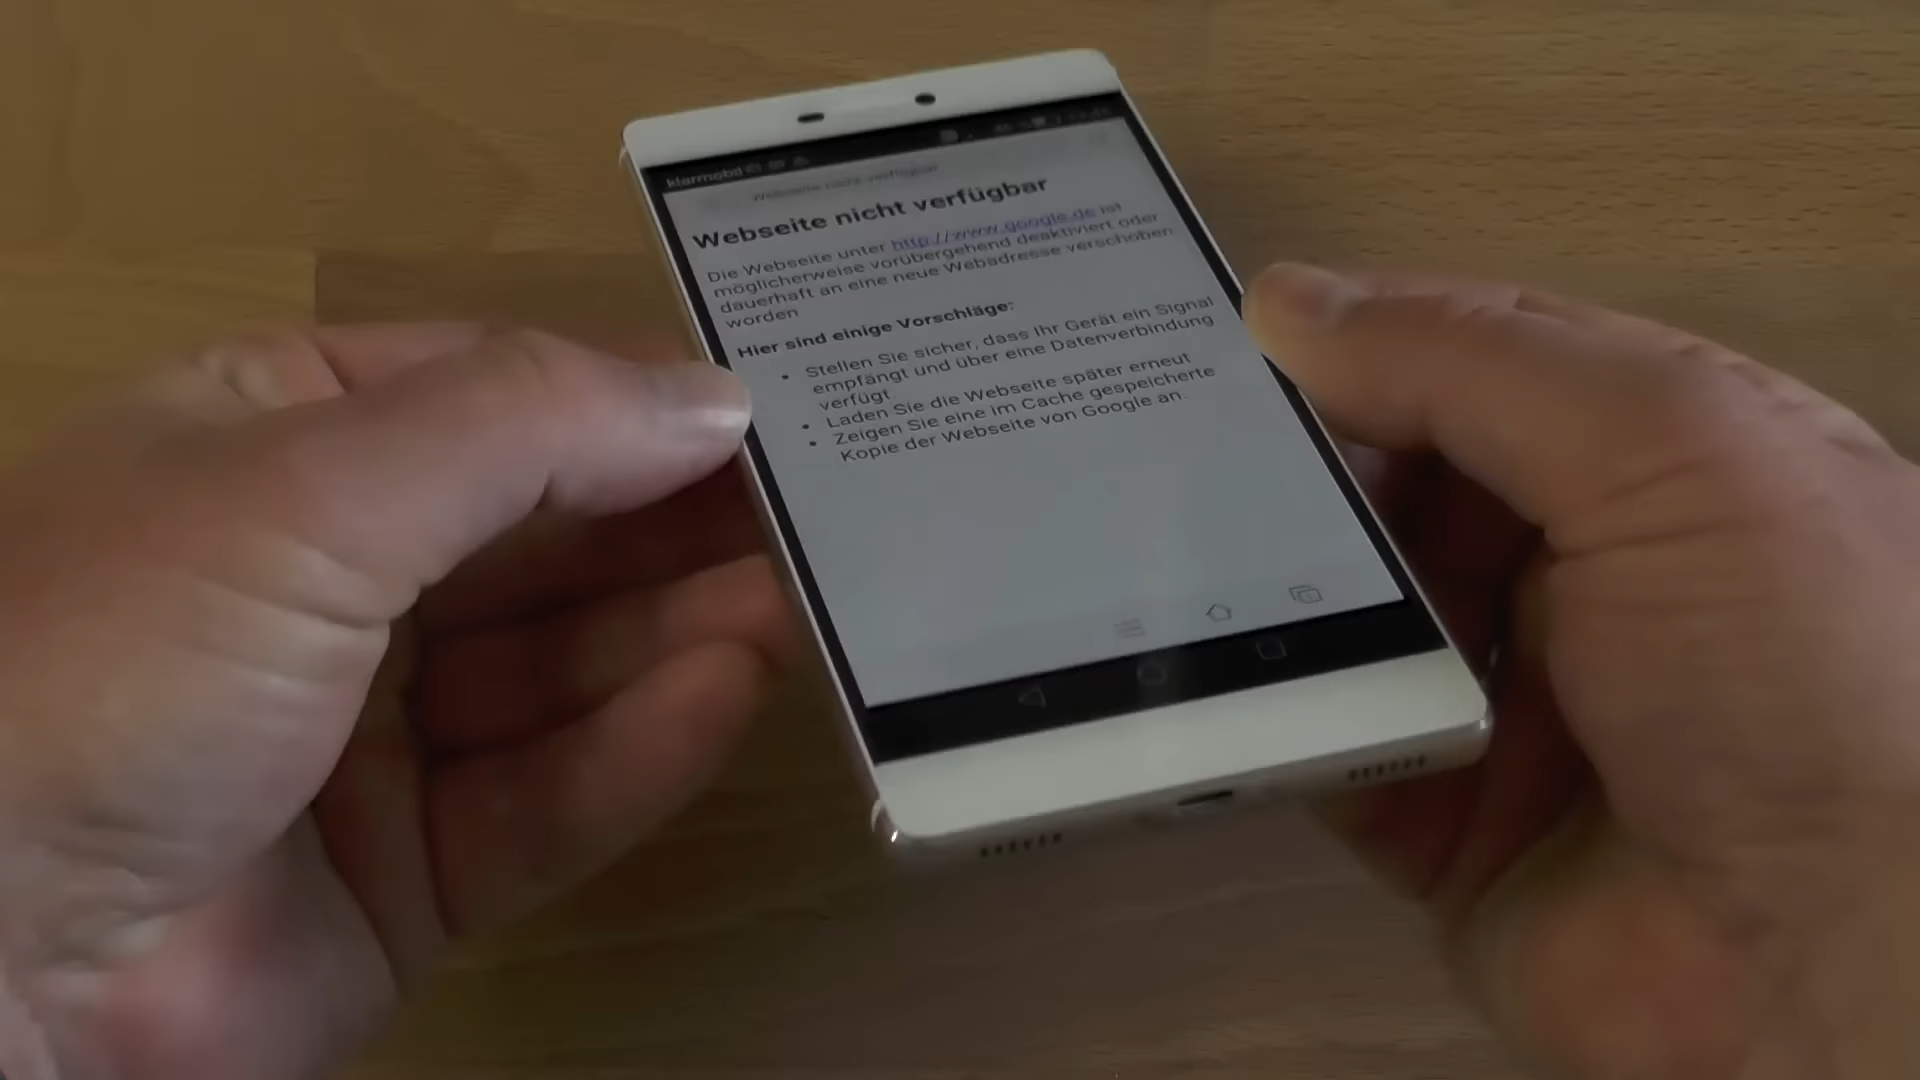 klarmobil
Webseite nicht verfügbar
Webseite nicht verfügbar
Die Webseite unter http://www.google.de ist
möglicherweise vorübergehend deaktiviert oder
dauerhaft an eine neue Webadresse verschoben
worden
Hier sind einige Vorschläge:
• Stellen Sie sicher, dass Ihr Gerät ein Signal
empfängt und über eine Datenverbindung
verfügt.
• Laden Sie die Webseite später erneut
• Zeigen Sie eine im Cache gespeicherte
Kopie der Webseite von Google an.